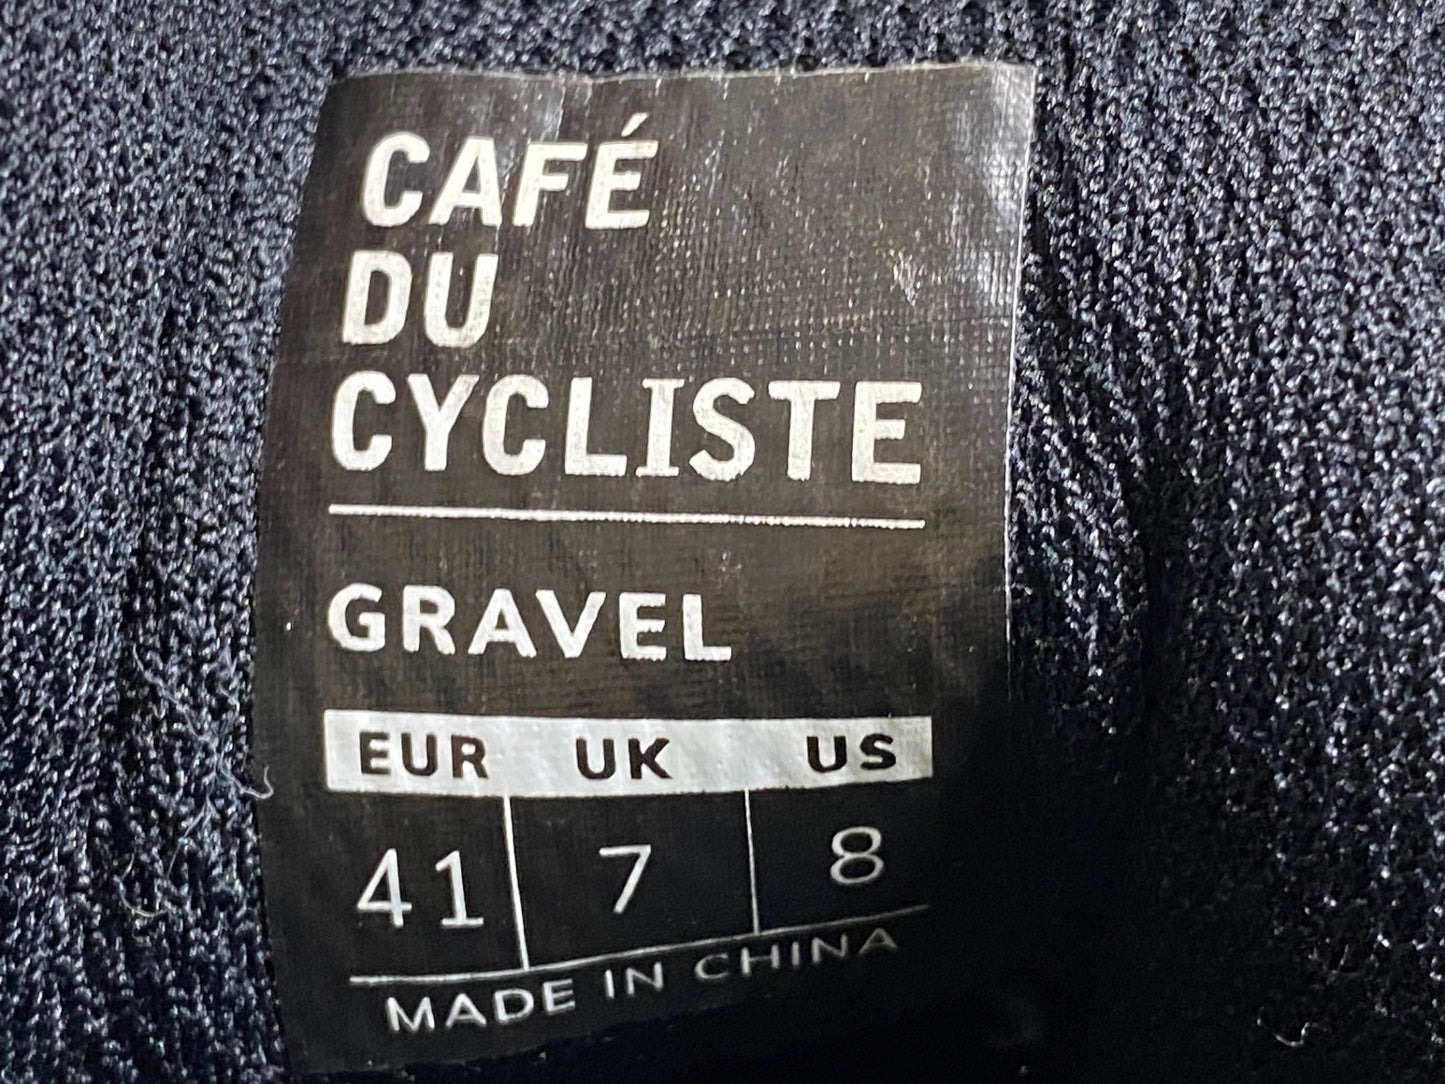 CAFÉ
DU
CYCLISTE
GRAVEL
EUR UK US
41 7 8
MADE IN CHINA